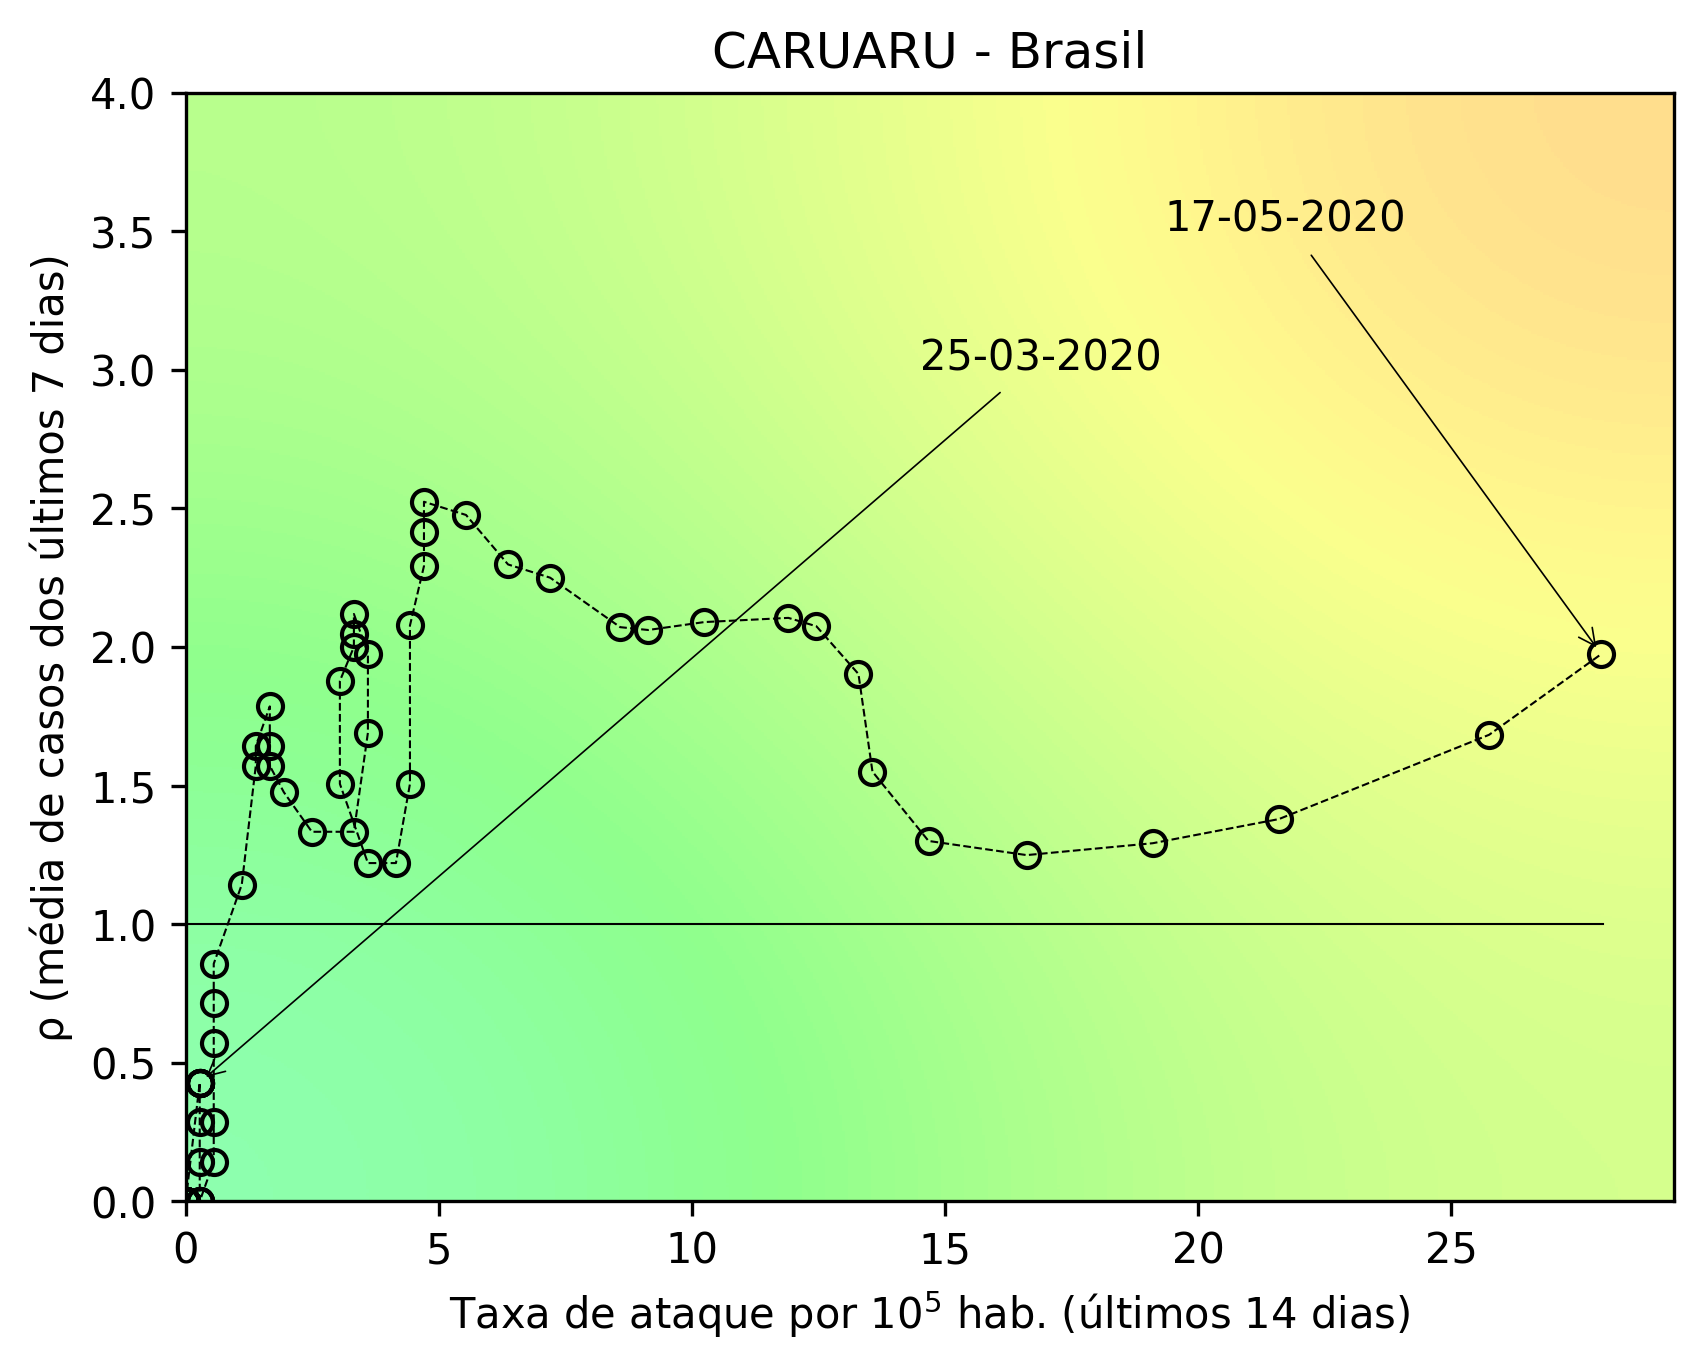 CARUARU - Brasil
4.0
3.5
3.0
2.5
2.0
1.5
1.0
0.5
0.0
ρ (média de casos dos últimos 7 dias)
17-05-2020
25-03-2020
0 5 10 15 20 25
Taxa de ataque por 10⁵ hab. (últimos 14 dias)